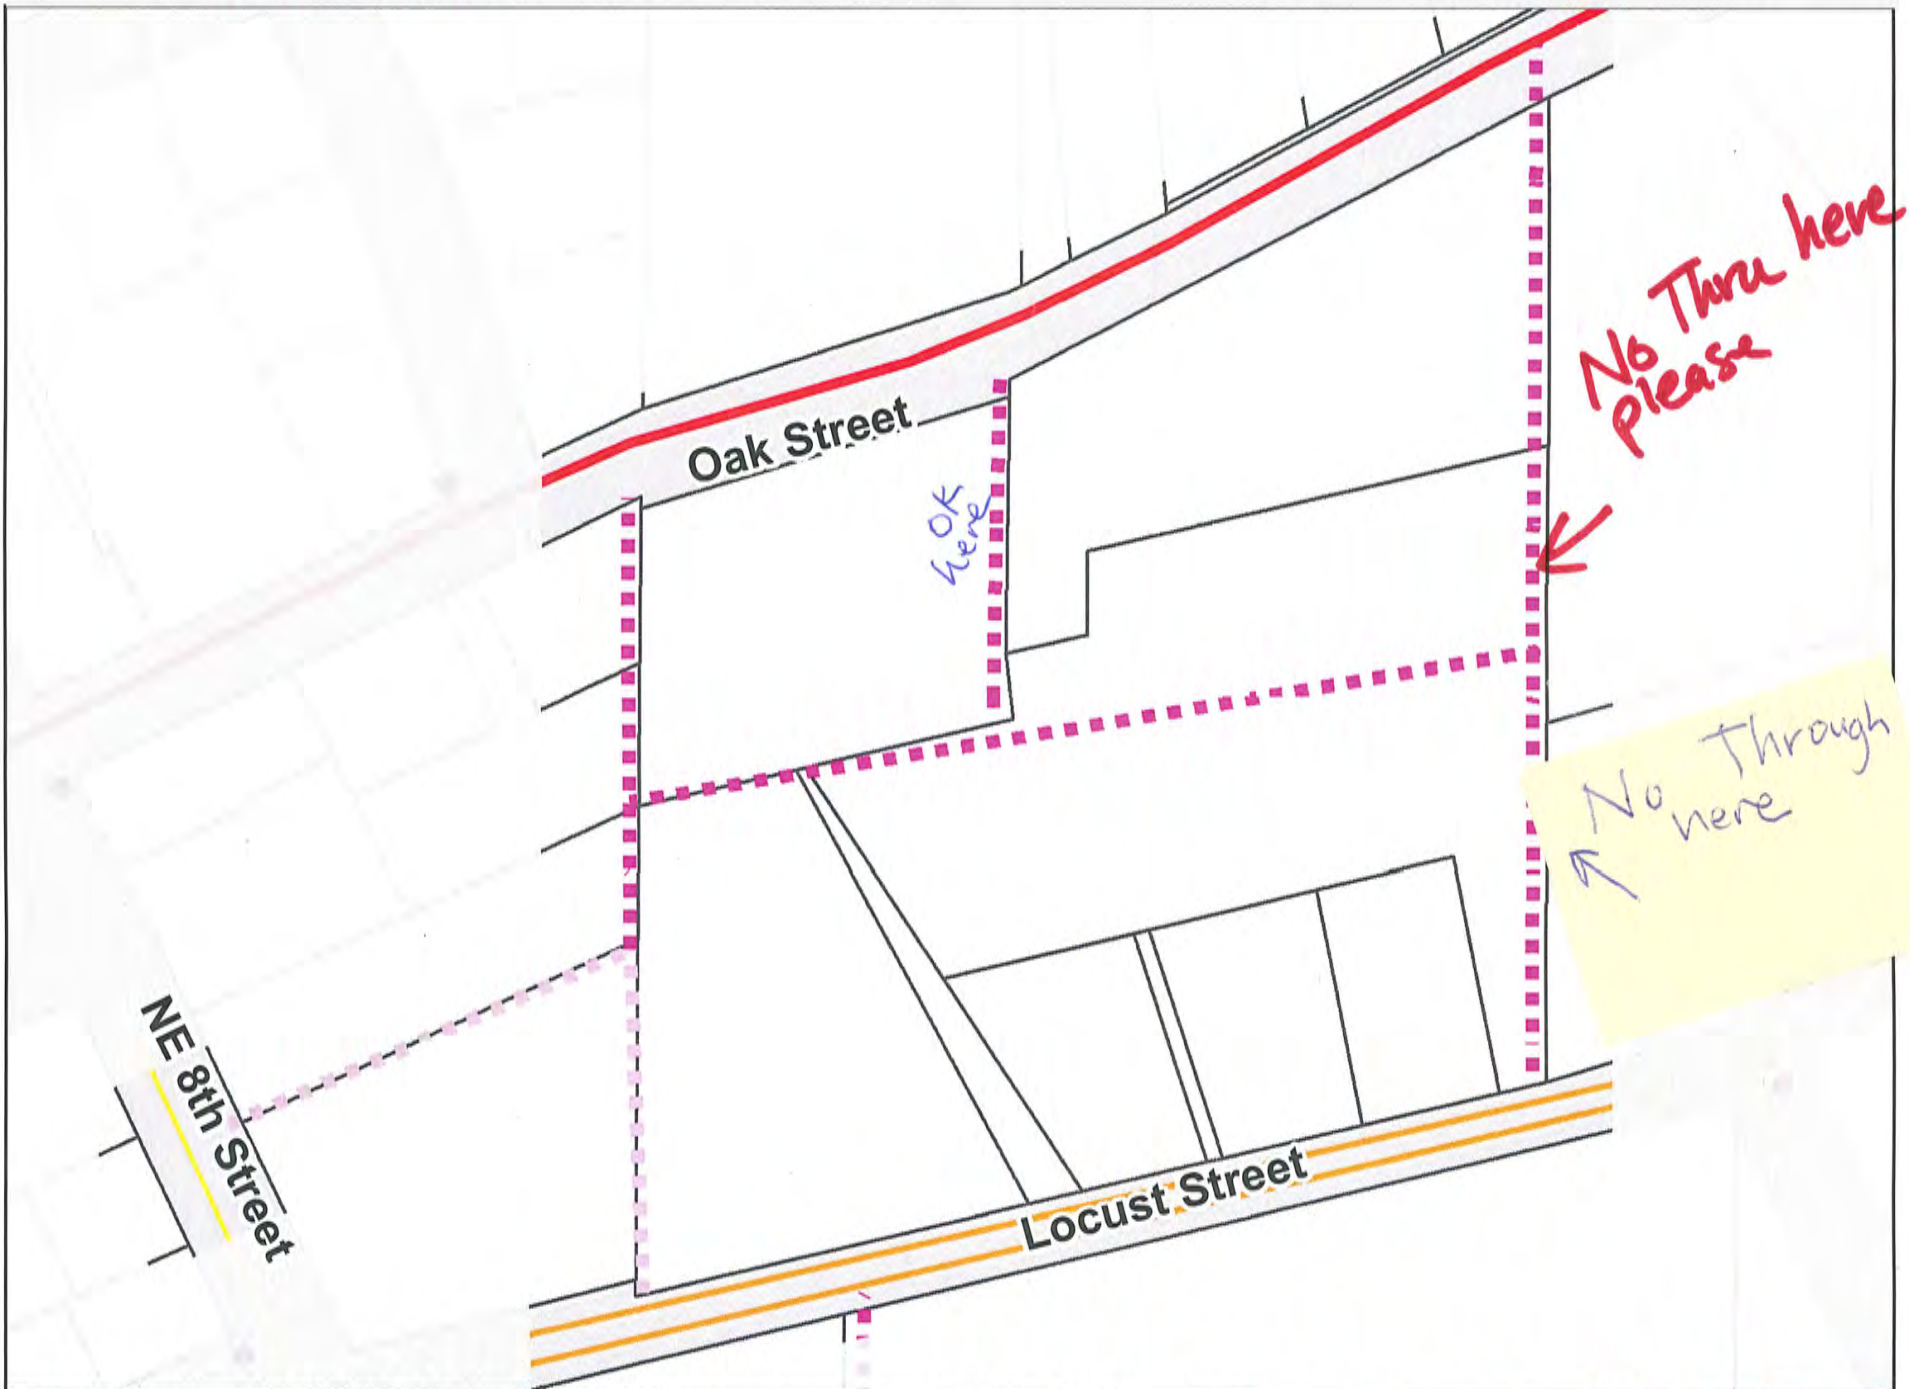 No Thru here
please
Oak Street
OK
here
No Through
here
NE 8th Street
Locust Street